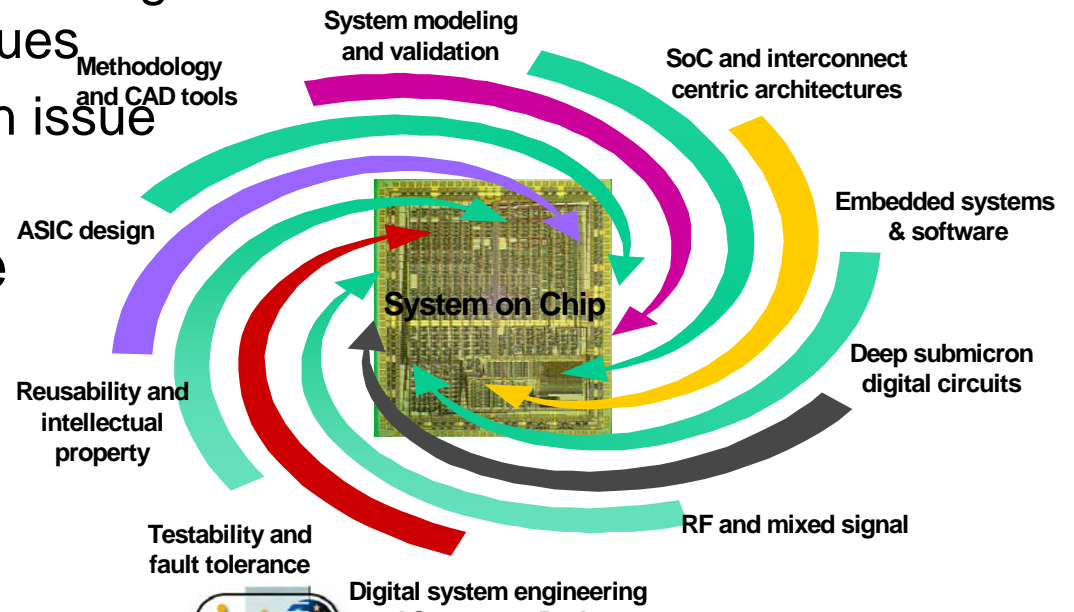 ues
n issue
e
System modeling
and validation
Methodology
and CAD tools
SoC and interconnect
centric architectures
ASIC design
Embedded systems
& software
System on Chip
Deep submicron
digital circuits
Reusability and
intellectual
property
RF and mixed signal
Testability and
fault tolerance
Digital system engineering